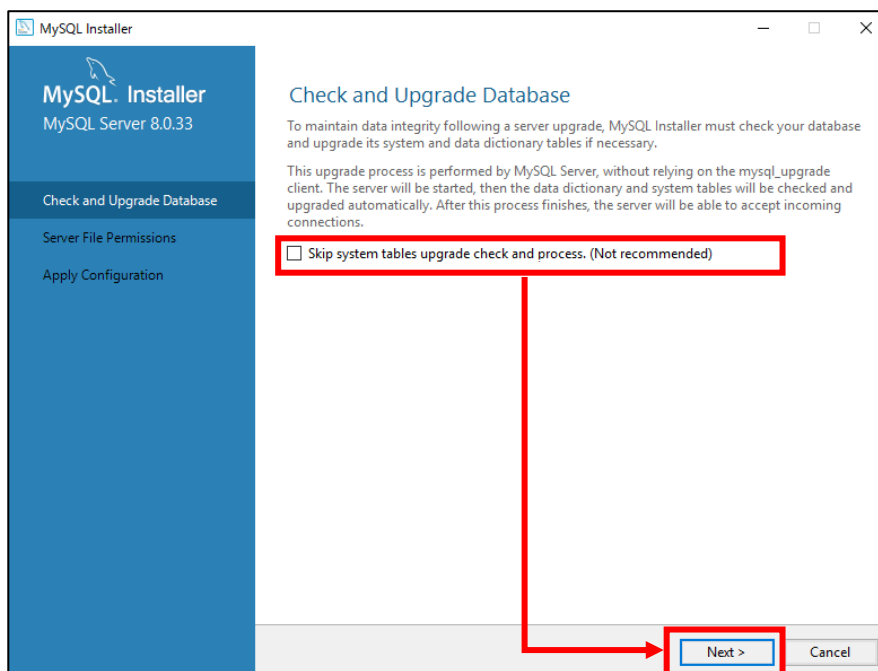 MySQL Installer
MySQL. Installer
MySQL Server 8.0.33
Check and Upgrade Database
Server File Permissions
Apply Configuration
Check and Upgrade Database
To maintain data integrity following a server upgrade, MySQL Installer must check your database
and upgrade its system and data dictionary tables if necessary.
This upgrade process is performed by MySQL Server, without relying on the mysql_upgrade
client. The server will be started, then the data dictionary and system tables will be checked and
upgraded automatically. After this process finishes, the server will be able to accept incoming
connections.
Skip system tables upgrade check and process. (Not recommended)
Next >
Cancel